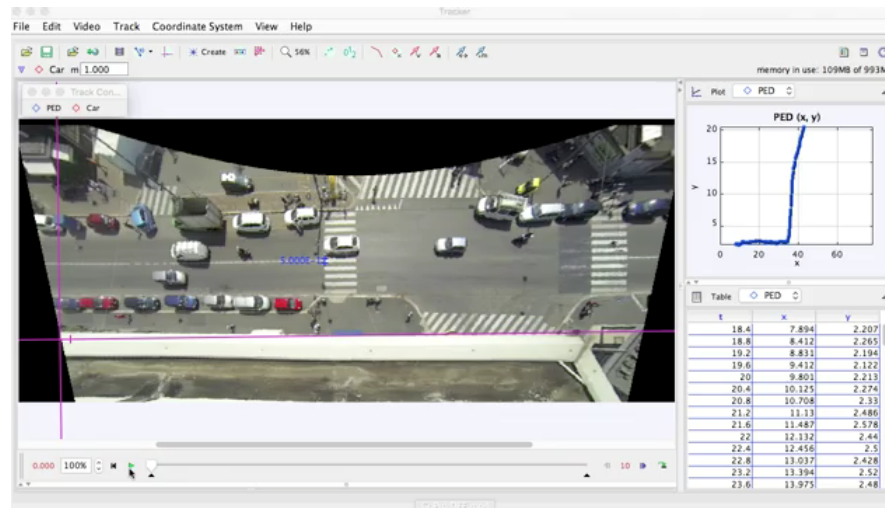 Tracker
File Edit Video Track Coordinate System View Help
Create 56%
Car m 1.000
memory in use: 109MB of 993M
Track Con...
PED Car
Plot PED
PED (x, y)
20
15
10
5
y
0 20 40 60
x
Table PED
t x y
18.4 7.894 2.207
18.8 8.412 2.265
19.2 8.831 2.194
19.6 9.412 2.122
20 9.801 2.213
20.4 10.125 2.274
20.8 10.708 2.33
21.2 11.13 2.486
21.6 11.487 2.578
22 12.132 2.44
22.4 12.456 2.5
22.8 13.037 2.428
23.2 13.394 2.52
23.6 13.975 2.48
0.000 100% 10